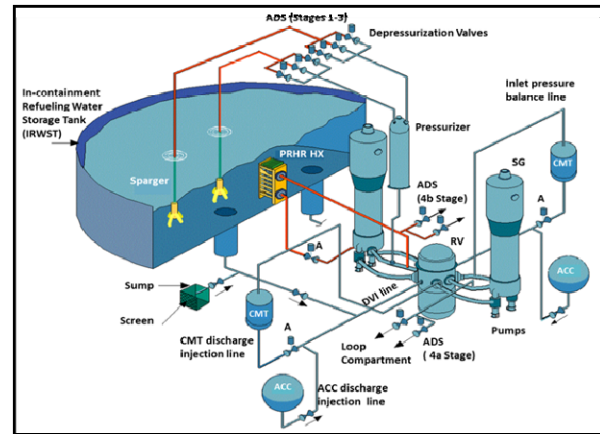 ADS (Stages 1-3)
Depressurization Valves
In-containment
Refueling Water
Storage Tank
(IRWST)
Inlet pressure
balance line
Pressurizer
PRHR HX
SG
CMT
Sparger
ADS
(4b Stage)
A
A
RV
ACC
Sump
DVI line
Screen
CMT
A
Pumps
CMT discharge
injection line
Loop
Compartment
ADS
( 4a Stage)
ACC
ACC discharge
injection line